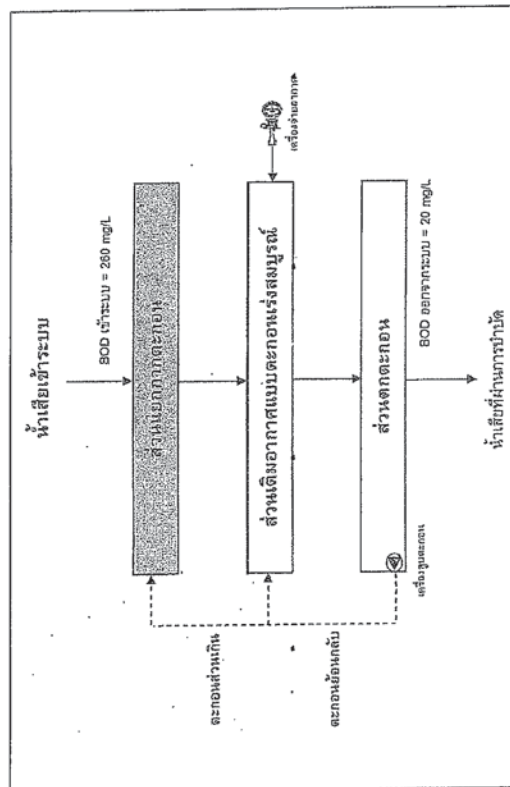 น้ำเสียเข้าระบบ
BOD เข้าระบบ = 260 mg/L
ส่วนแยกกากตะกอน
ส่วนเติมอากาศแบบตะกอนเร่งสมบูรณ์
เครื่องจ่ายอากาศ
ตะกอนส่วนเกิน
ตะกอนย้อนกลับ
ส่วนตกตะกอน
เครื่องสูบตะกอน
BOD ออกจากระบบ = 20 mg/L
น้ำเสียที่ผ่านการบำบัด